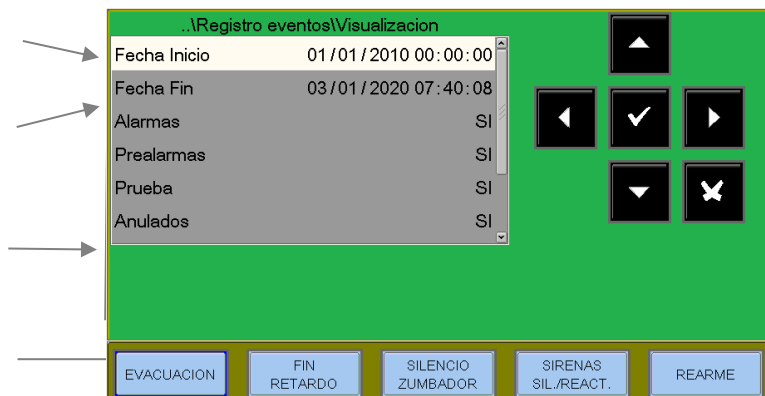 ..\Registro eventos\Visualizacion
Fecha Inicio 01/01/2010 00:00:00
Fecha Fin 03/01/2020 07:40:08
Alarmas SI
Prealarmas SI
Prueba SI
Anulados SI
EVACUACION
FIN
RETARDO
SILENCIO
ZUMBADOR
SIRENAS
SIL./REACT.
REARME